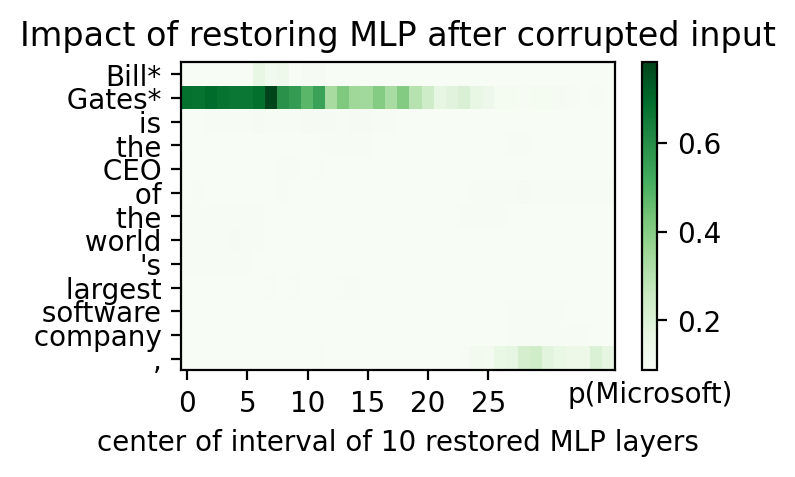 Impact of restoring MLP after corrupted input
Bill*
Gates*
is
the
CEO
of
the
world
's
largest
software
company
,
0 5 10 15 20 25
center of interval of 10 restored MLP layers
0.6
0.4
0.2
p(Microsoft)